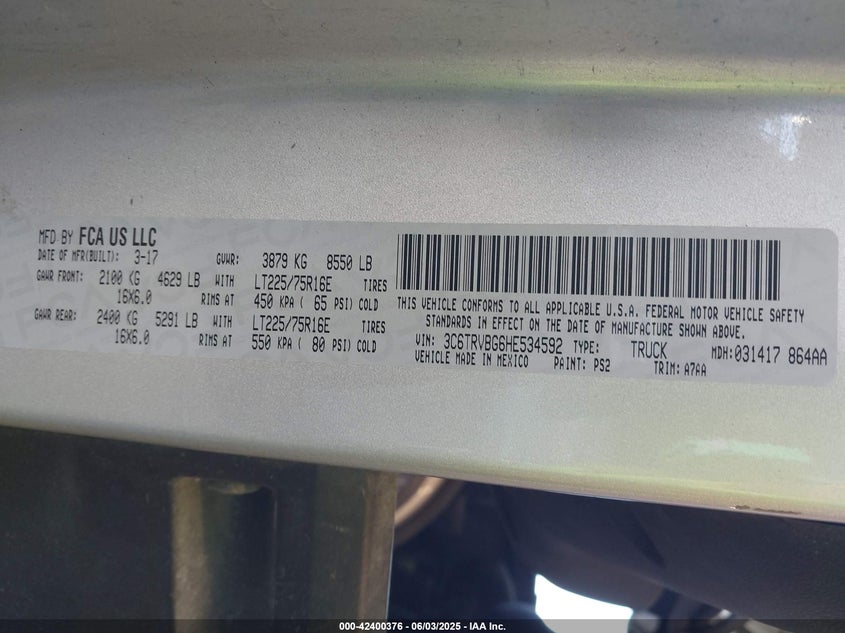 MFD BY FCA US LLC
DATE OF MFR(BUILT): 3-17 GVWR: 3879 KG 8550 LB
GAWR FRONT: 2100 KG 4629 LB WITH LT225/75R16E TIRES
16X6.0 RIMS AT 450 KPA ( 65 PSI) COLD
GAWR REAR: 2400 KG 5291 LB WITH LT225/75R16E TIRES
16X6.0 RIMS AT 550 KPA ( 80 PSI) COLD
THIS VEHICLE CONFORMS TO ALL APPLICABLE U.S.A. FEDERAL MOTOR VEHICLE SAFETY
STANDARDS IN EFFECT ON THE DATE OF MANUFACTURE SHOWN ABOVE.
VIN: 3C6TRVBG6HE534592 TYPE: TRUCK MDH:031417 864AA
VEHICLE MADE IN MEXICO PAINT: PS2 TRIM: A7AA
000-42400376 - 06/03/2025 - IAA Inc.